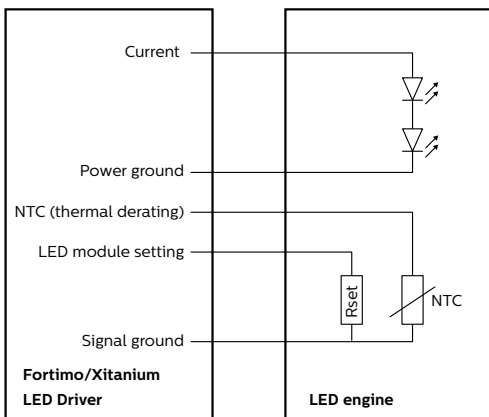 Current
Power ground
NTC (thermal derating)
LED module setting
Rset
NTC
Signal ground
Fortimo/Xitanium
LED Driver
LED engine